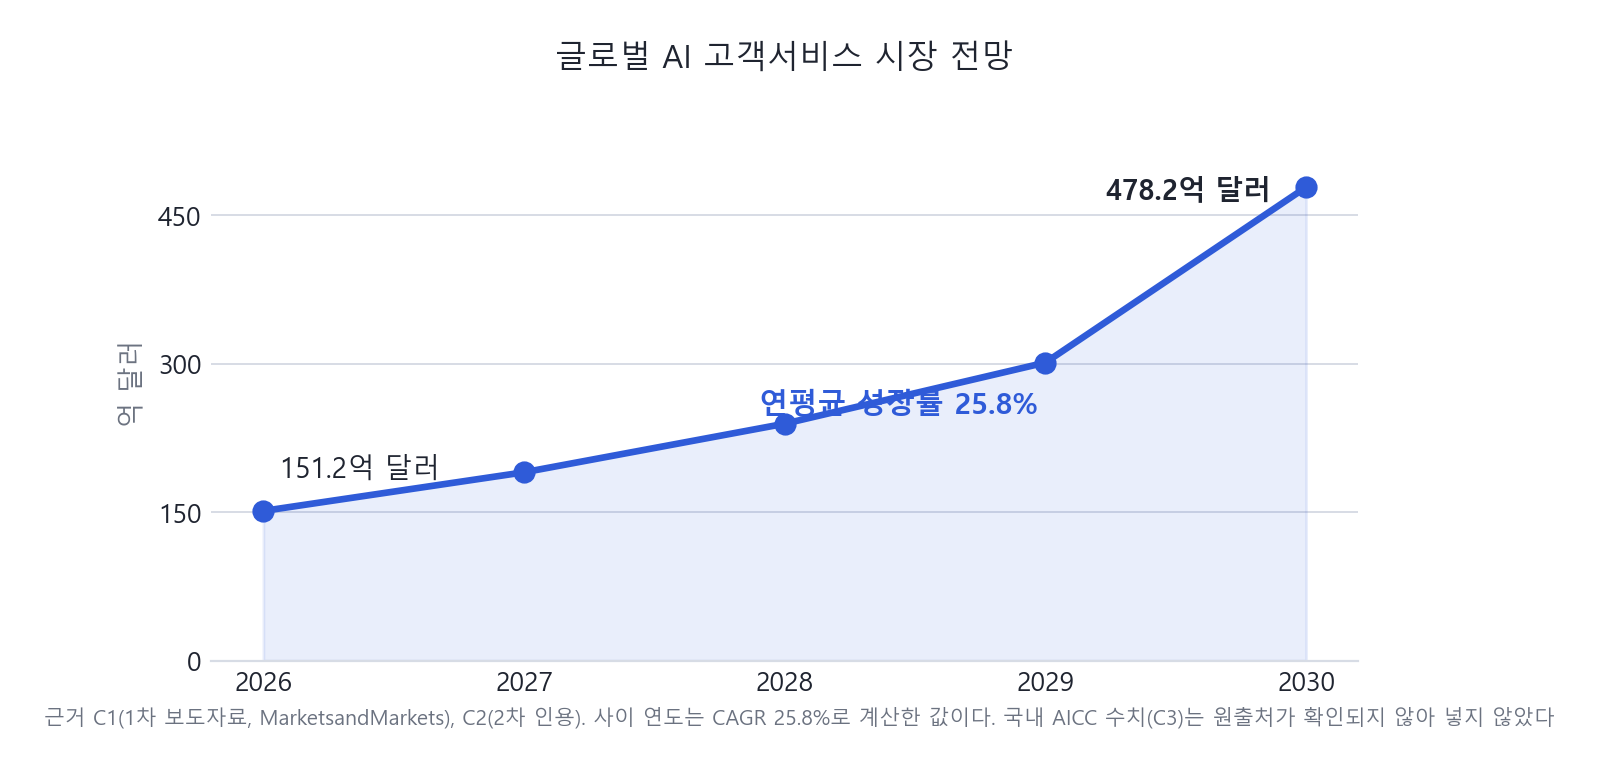 글로벌 AI 고객서비스 시장 전망
478.2억 달러
450
억 달러
300
연평균 성장률 25.8%
151.2억 달러
150
0
2026 2027 2028 2029 2030
근거 C1(1차 보도자료, MarketsandMarkets), C2(2차 인용). 사이 연도는 CAGR 25.8%로 계산한 값이다. 국내 AICC 수치(C3)는 원출처가 확인되지 않아 넣지 않았다